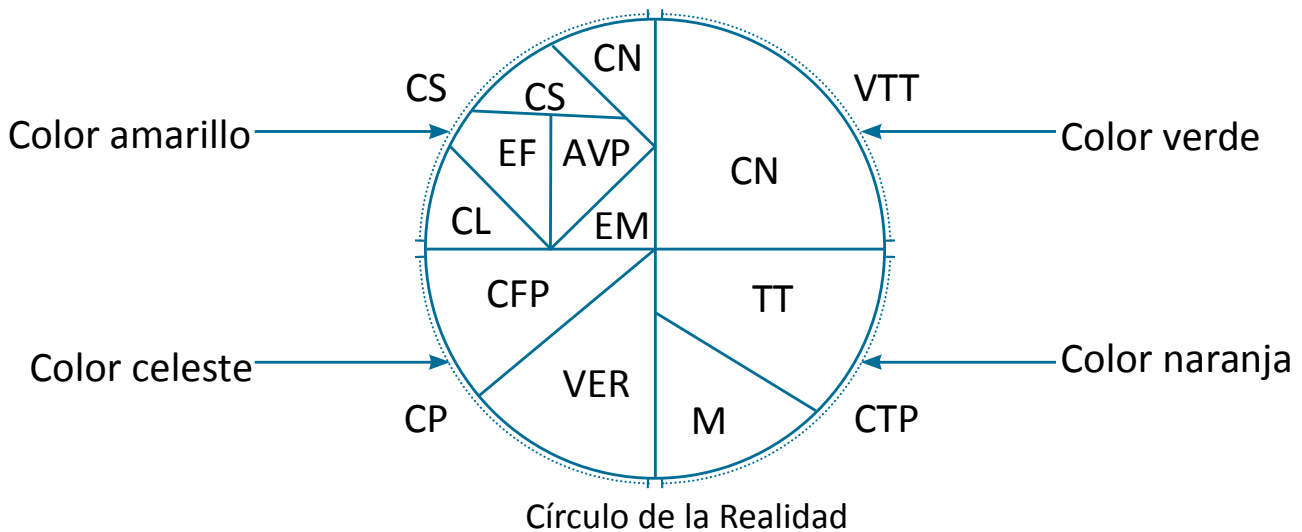 CN
CS
CS
VTT
Color amarillo
Color verde
EF
AVP
CN
CL
EM
CFP
TT
Color celeste
Color naranja
VER
CP
M
CTP
Círculo de la Realidad